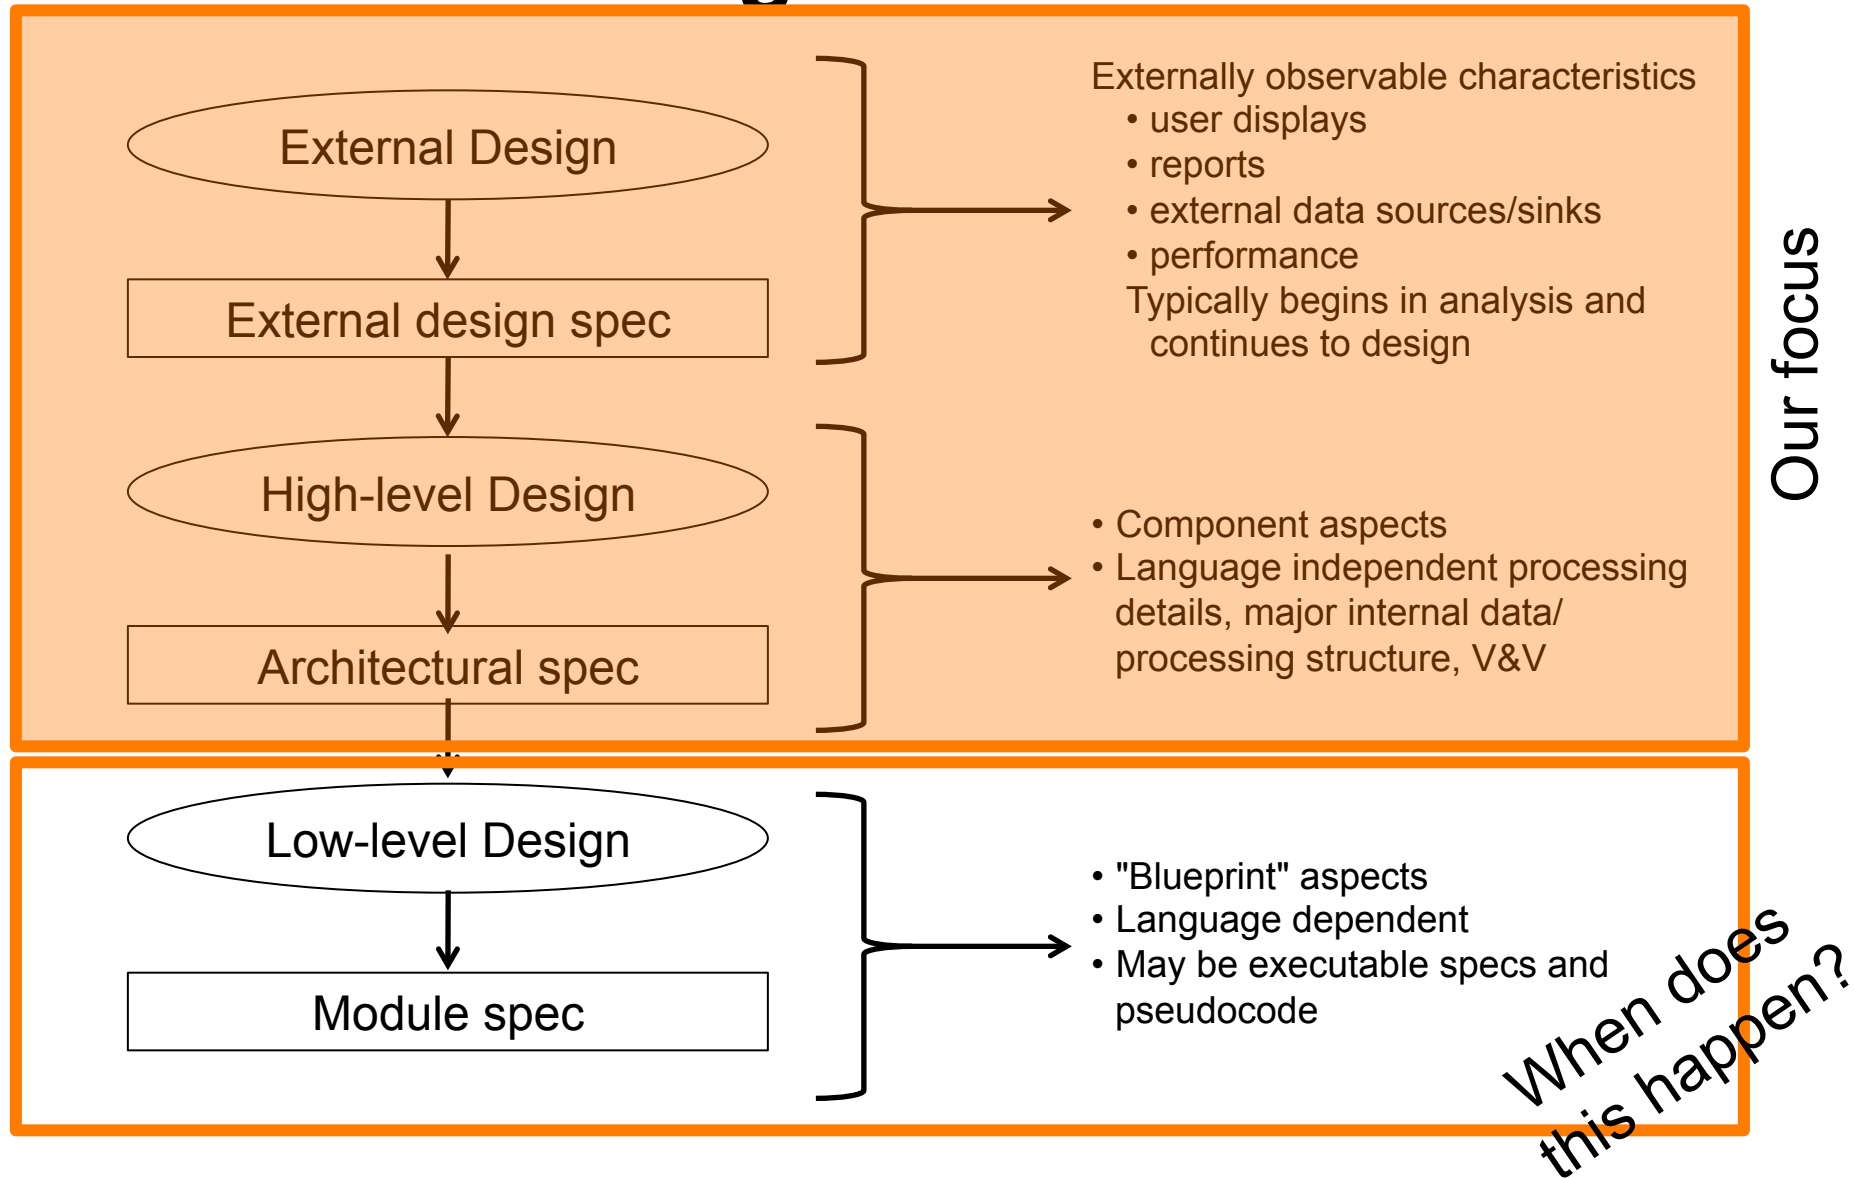 External Design
External design spec
High-level Design
Architectural spec
Low-level Design
Module spec
Externally observable characteristics
• user displays
• reports
• external data sources/sinks
• performance
Typically begins in analysis and
continues to design
• Component aspects
• Language independent processing
details, major internal data/
processing structure, V&V
• "Blueprint" aspects
• Language dependent
• May be executable specs and
pseudocode
Our focus
When does
this happen?